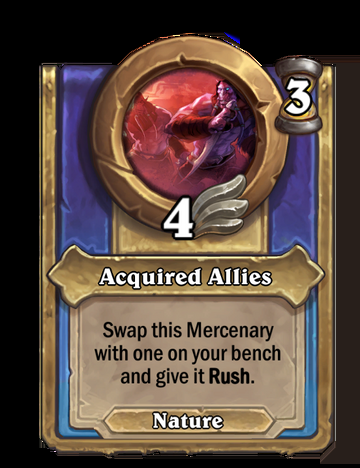 3
4
Acquired Allies
Swap this Mercenary
with one on your bench
and give it Rush.
Nature